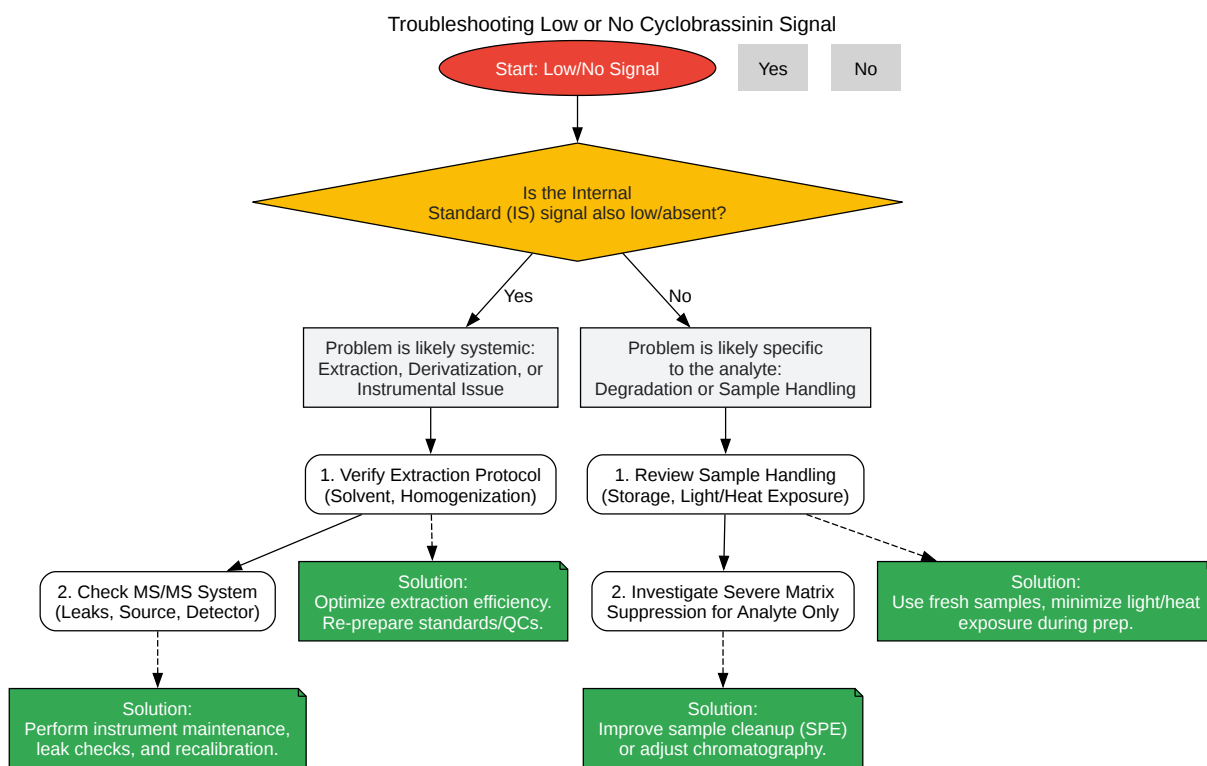 Troubleshooting Low or No Cyclobrassinin Signal
Start: Low/No Signal
Yes
No
Is the Internal
Standard (IS) signal also low/absent?
Yes
No
Problem is likely systemic:
Extraction, Derivatization, or
Instrumental Issue
Problem is likely specific
to the analyte:
Degradation or Sample Handling
1. Verify Extraction Protocol
(Solvent, Homogenization)
1. Review Sample Handling
(Storage, Light/Heat Exposure)
2. Check MS/MS System
(Leaks, Source, Detector)
Solution:
Optimize extraction efficiency.
Re-prepare standards/QCs.
2. Investigate Severe Matrix
Suppression for Analyte Only
Solution:
Use fresh samples, minimize light/heat
exposure during prep.
Solution:
Perform instrument maintenance,
leak checks, and recalibration.
Solution:
Improve sample cleanup (SPE)
or adjust chromatography.